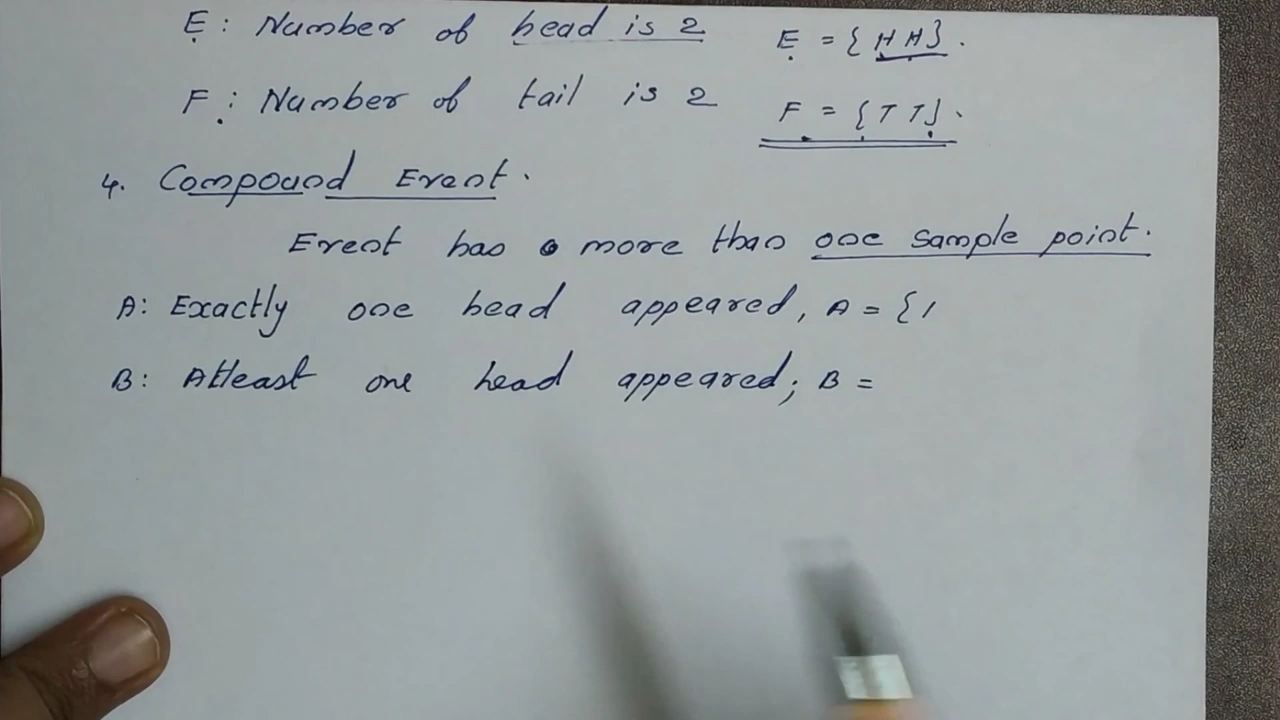 E: Number of head is 2 E = {HH}.
F: Number of tail is 2 F = {TT}.
4. Compound Event.
Event has more than one sample point.
A: Exactly one head appeared, A = {
B: Atleast one head appeared; B =